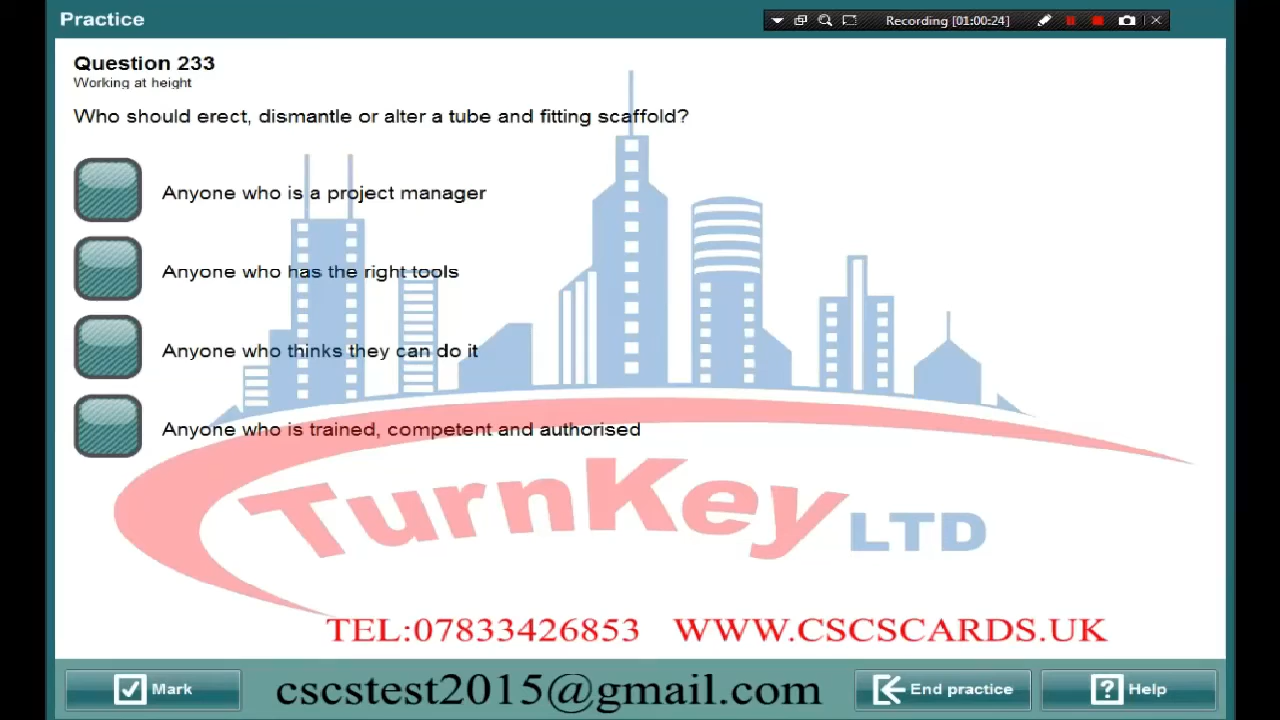 Practice
Recording [01:00:24]
Question 233
Working at height
Who should erect, dismantle or alter a tube and fitting scaffold?
Anyone who is a project manager
Anyone who has the right tools
Anyone who thinks they can do it
Anyone who is trained, competent and authorised
TurnKey LTD
TEL:07833426853 WWW.CSCSCARDS.UK
Mark
cscstest2015@gmail.com
End practice
? Help